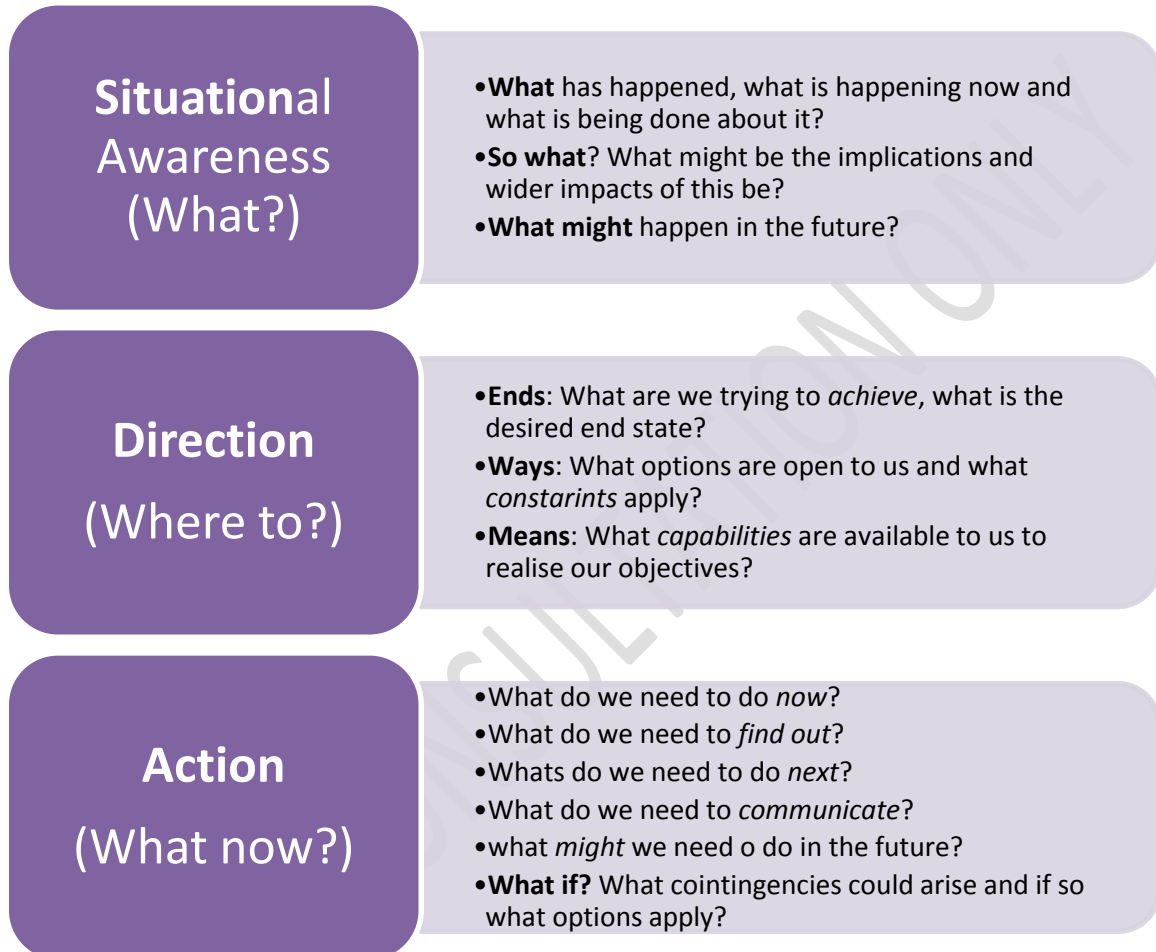 Situational
Awareness
(What?)
•What has happened, what is happening now and
what is being done about it?
•So what? What might be the implications and
wider impacts of this be?
•What might happen in the future?
Direction
(Where to?)
•Ends: What are we trying to achieve, what is the
desired end state?
•Ways: What options are open to us and what
constarints apply?
•Means: What capabilities are available to us to
realise our objectives?
Action
(What now?)
•What do we need to do now?
•What do we need to find out?
•Whats do we need to do next?
•What do we need to communicate?
•what might we need o do in the future?
•What if? What cointingencies could arise and if so
what options apply?
ONSULTATION ONLY